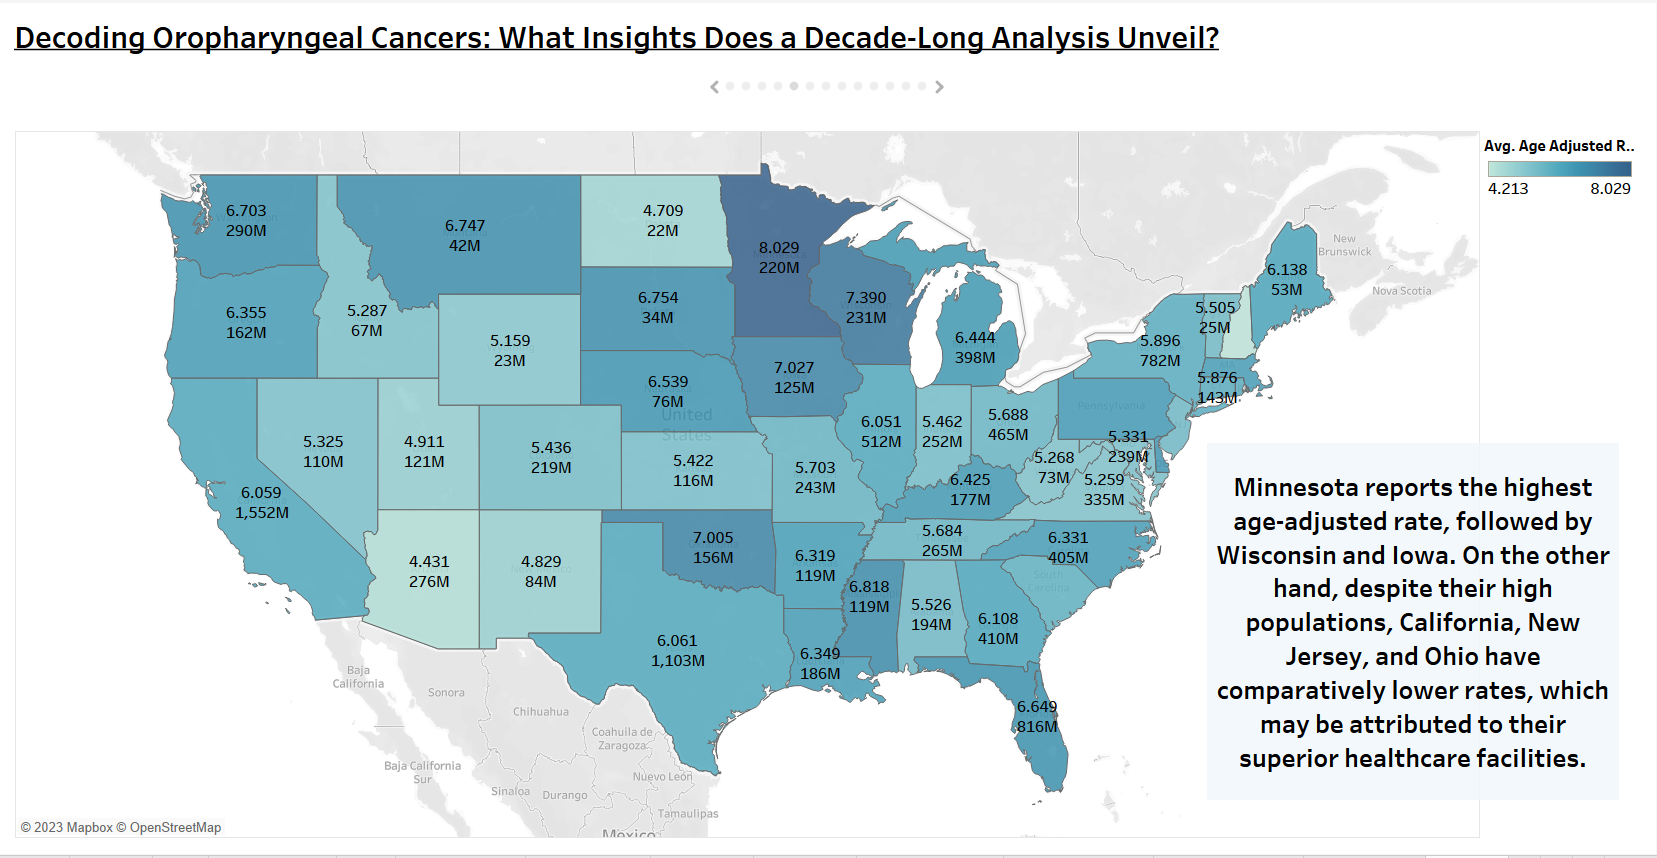 Decoding Oropharyngeal Cancers: What Insights Does a Decade-Long Analysis Unveil?
Avg. Age Adjusted R..
4.213 8.029
6.703
290M
6.747
42M
4.709
22M
8.029
220M
6.355
162M
5.287
67M
5.159
23M
6.754
34M
7.390
231M
6.444
398M
5.896
782M
5.505
25M
6.138
53M
New
Brunswick
Nova Scotia
5.876
143M
6.539
76M
United
States
7.027
125M
6.051
512M
5.462
252M
5.688
465M
Pennsylvania
5.331
239M
5.325
110M
4.911
121M
5.436
219M
5.422
116M
5.703
243M
6.425
177M
5.268
73M
5.259
335M
6.059
1,552M
4.431
276M
4.829
84M
7.005
156M
6.319
119M
5.684
265M
6.331
405M
South
Carolina
6.818
119M
5.526
194M
6.108
410M
6.061
1,103M
6.349
186M
6.649
816M
Minnesota reports the highest
age-adjusted rate, followed by
Wisconsin and Iowa. On the other
hand, despite their high
populations, California, New
Jersey, and Ohio have
comparatively lower rates, which
may be attributed to their
superior healthcare facilities.
Baja
California
Sonora
Chihuahua
Coahuila de
Zaragoza
Baja California
Sur
Sinaloa
Durango
Nuevo León
Tamaulipas
Mexico
© 2023 Mapbox © OpenStreetMap